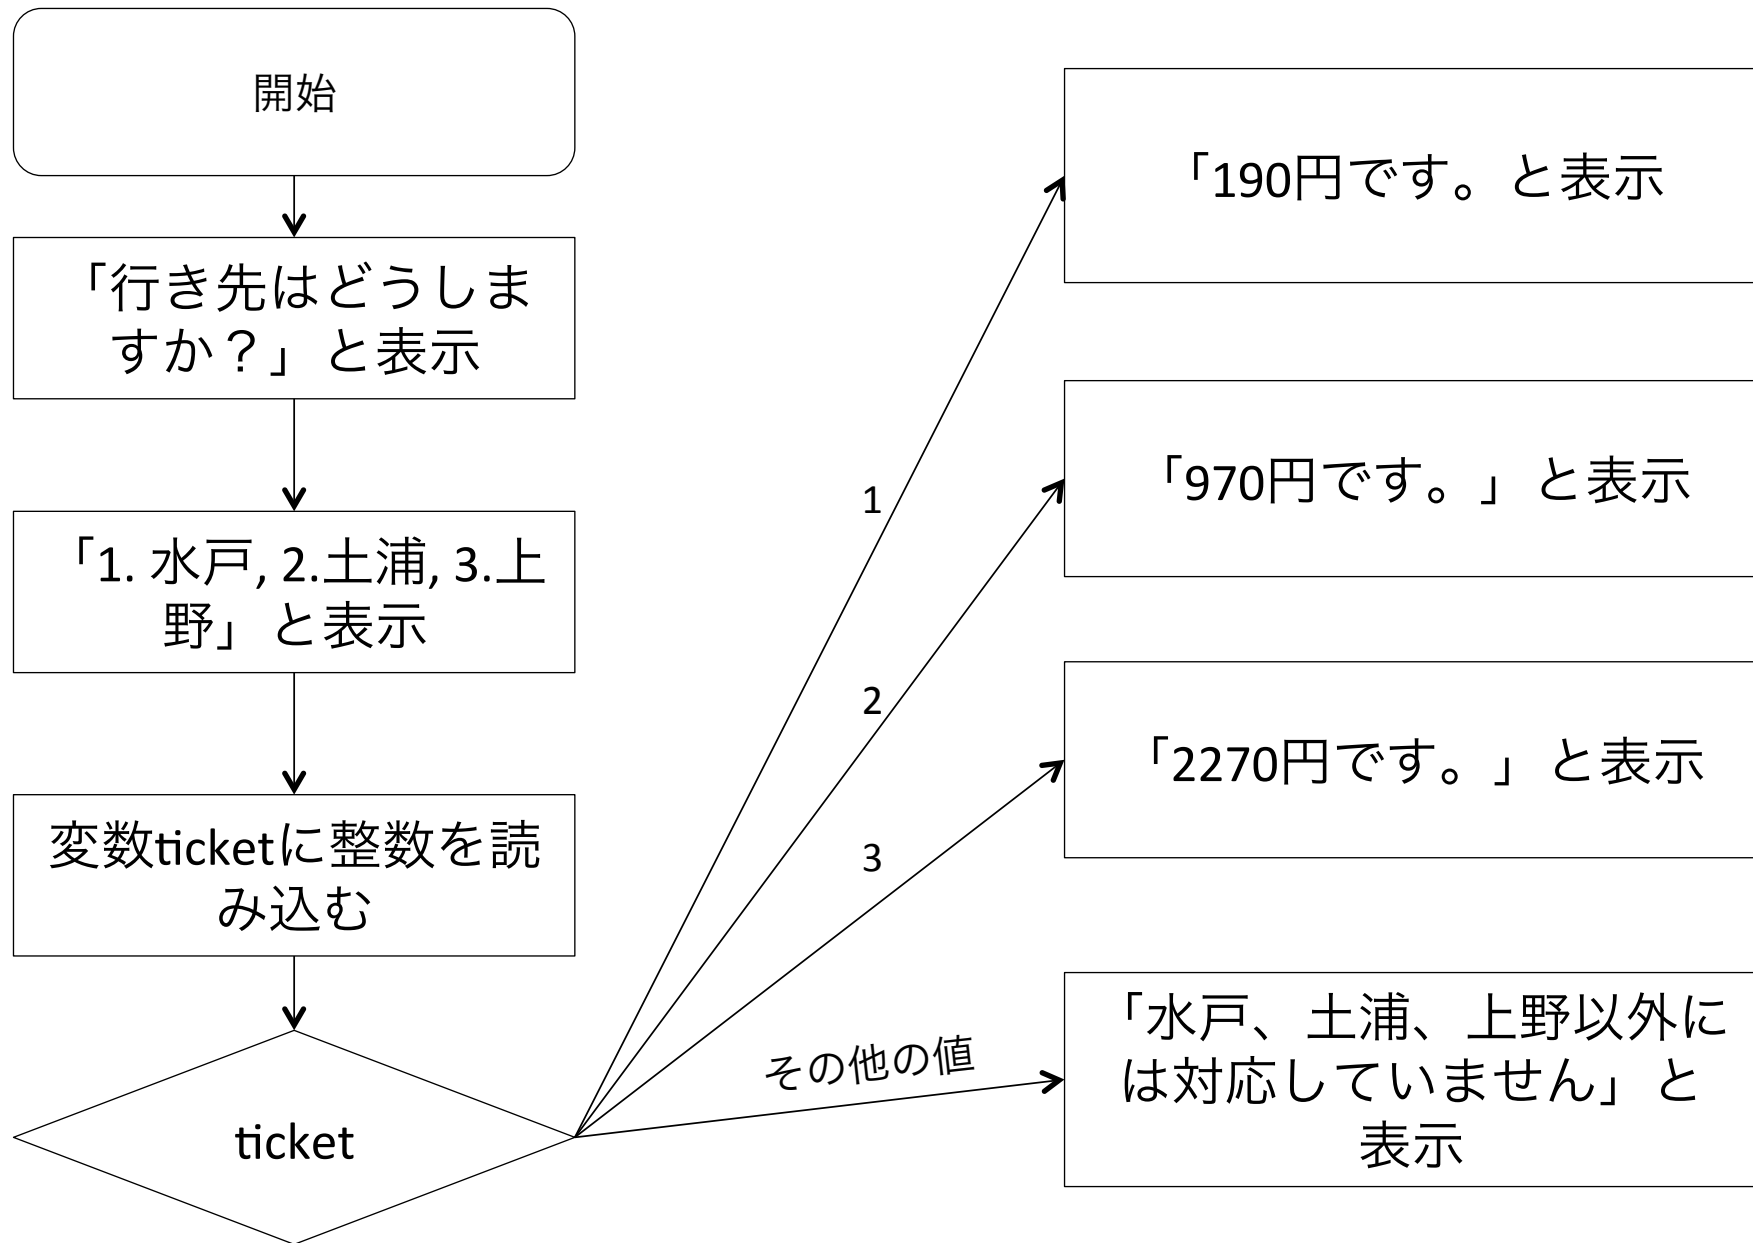 開始
「行き先はどうしま
すか？」と表示
「1. 水戸, 2.土浦, 3.上
野」と表示
変数ticketに整数を読
み込む
ticket
1
2
3
その他の値
「190円です。と表示
「970円です。」と表示
「2270円です。」と表示
「水戸、土浦、上野以外に
は対応していません」と
表示